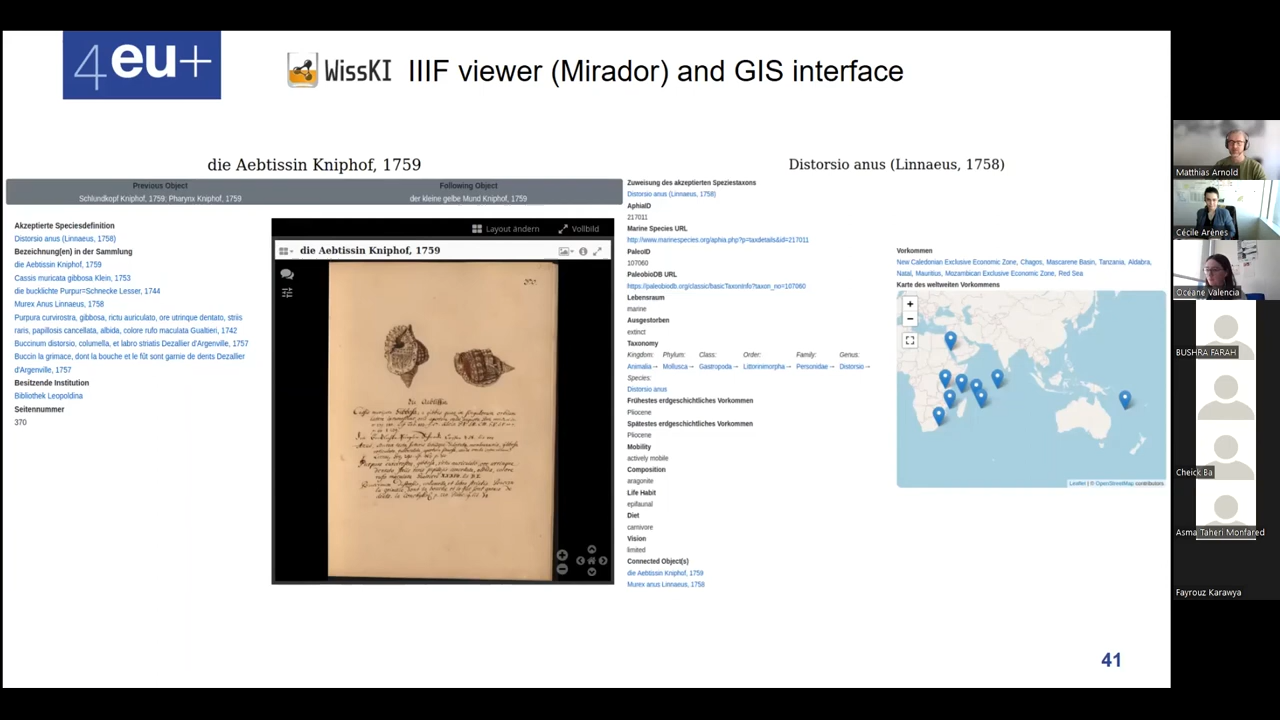 4eu+
WissKI IIIF viewer (Mirador) and GIS interface
die Aebtissin Kniphof, 1759
Previous Object
Schlundkopf Kniphof, 1759; Pharynx Kniphof, 1759
Following Object
der kleine gelbe Mund Kniphof, 1759
Akzeptierte Speciesdefinition
Distorsio anus (Linnaeus, 1758)
Bezeichnung(en) in der Sammlung
die Aebtissin Kniphof, 1759
Cassis muricata gibbosa Klein, 1753
die bucklichte Purpur=Schnecke Lesser, 1744
Murex Anus Linnaeus, 1758
Purpura curvirostra, gibbosa, rictu auriculato, ore utrinque dentato, striis
raris, papillosis cancellata, albida, colore rufo maculata Gualtieri, 1742
Buccinum distorsio, columella, et labro striatis Dezallier d'Argenville, 1757
Buccin la grimace, dont la bouche et le fût sont garnie de dents Dezallier
d'Argenville, 1757
Besitzende Institution
Bibliothek Leopoldina
Seitennummer
370
Layout ändern
Vollbild
die Aebtissin Kniphof, 1759
Distorsio anus (Linnaeus, 1758)
Zuweisung des akzeptierten Speziestaxons
Distorsio anus (Linnaeus, 1758)
AphiaID
217011
Marine Species URL
http://www.marinespecies.org/aphia.php?p=taxdetails&id=217011
PaleoID
107060
PaleobioDB URL
https://paleobiodb.org/classic/basicTaxonInfo?taxon_no=107060
Lebensraum
marine
Ausgestorben
extinct
Taxonomy
Kingdom: Phylum: Class: Order: Family: Genus:
Animalia→ Mollusca→ Gastropoda→ Littorinimorpha→ Personidae→ Distorsio→
Species:
Distorsio anus
Frühestes erdgeschichtliches Vorkommen
Pliocene
Spätestes erdgeschichtliches Vorkommen
Pliocene
Mobility
actively mobile
Composition
aragonite
Life Habit
epifaunal
Diet
carnivore
Vision
limited
Connected Object(s)
die Aebtissin Kniphof, 1759
Murex anus Linnaeus, 1758
Vorkommen
New Caledonian Exclusive Economic Zone, Chagos, Mascarene Basin, Tanzania, Aldabra,
Natal, Mauritius, Mozambican Exclusive Economic Zone, Red Sea
Karte des weltweiten Vorkommens
+
−
Leaflet | © OpenStreetMap contributors
41
Matthias Arnold
Cécile Arènes
Océane Valencia
BUSHRA FARAH
Cheick Ba
Asma Taheri Monfared
Fayrouz Karawya